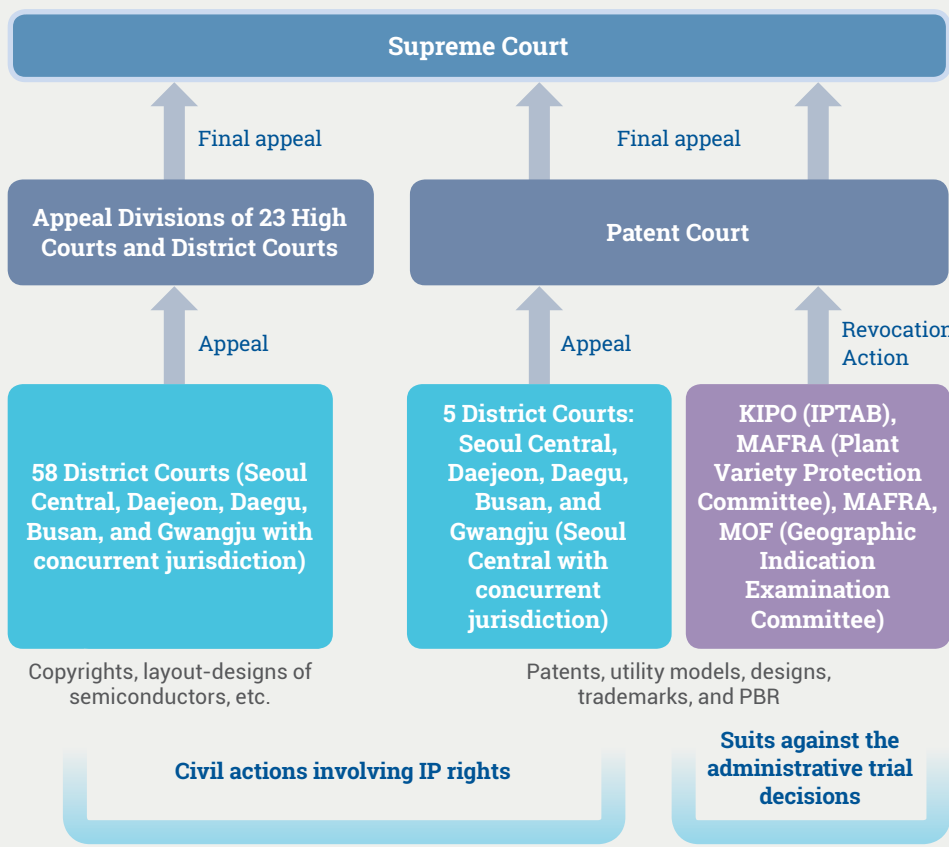 Supreme Court
Final appeal
Final appeal
Appeal Divisions of 23 High
Courts and District Courts
Patent Court
Appeal
Appeal
Revocation
Action
58 District Courts (Seoul
Central, Daejeon, Daegu,
Busan, and Gwangju with
concurrent jurisdiction)
5 District Courts:
Seoul Central,
Daejeon, Daegu,
Busan, and
Gwangju (Seoul
Central with
concurrent
jurisdiction)
KIPO (IPTAB),
MAFRA (Plant
Variety Protection
Committee), MAFRA,
MOF (Geographic
Indication
Examination
Committee)
Copyrights, layout-designs of
semiconductors, etc.
Patents, utility models, designs,
trademarks, and PBR
Civil actions involving IP rights
Suits against the
administrative trial
decisions